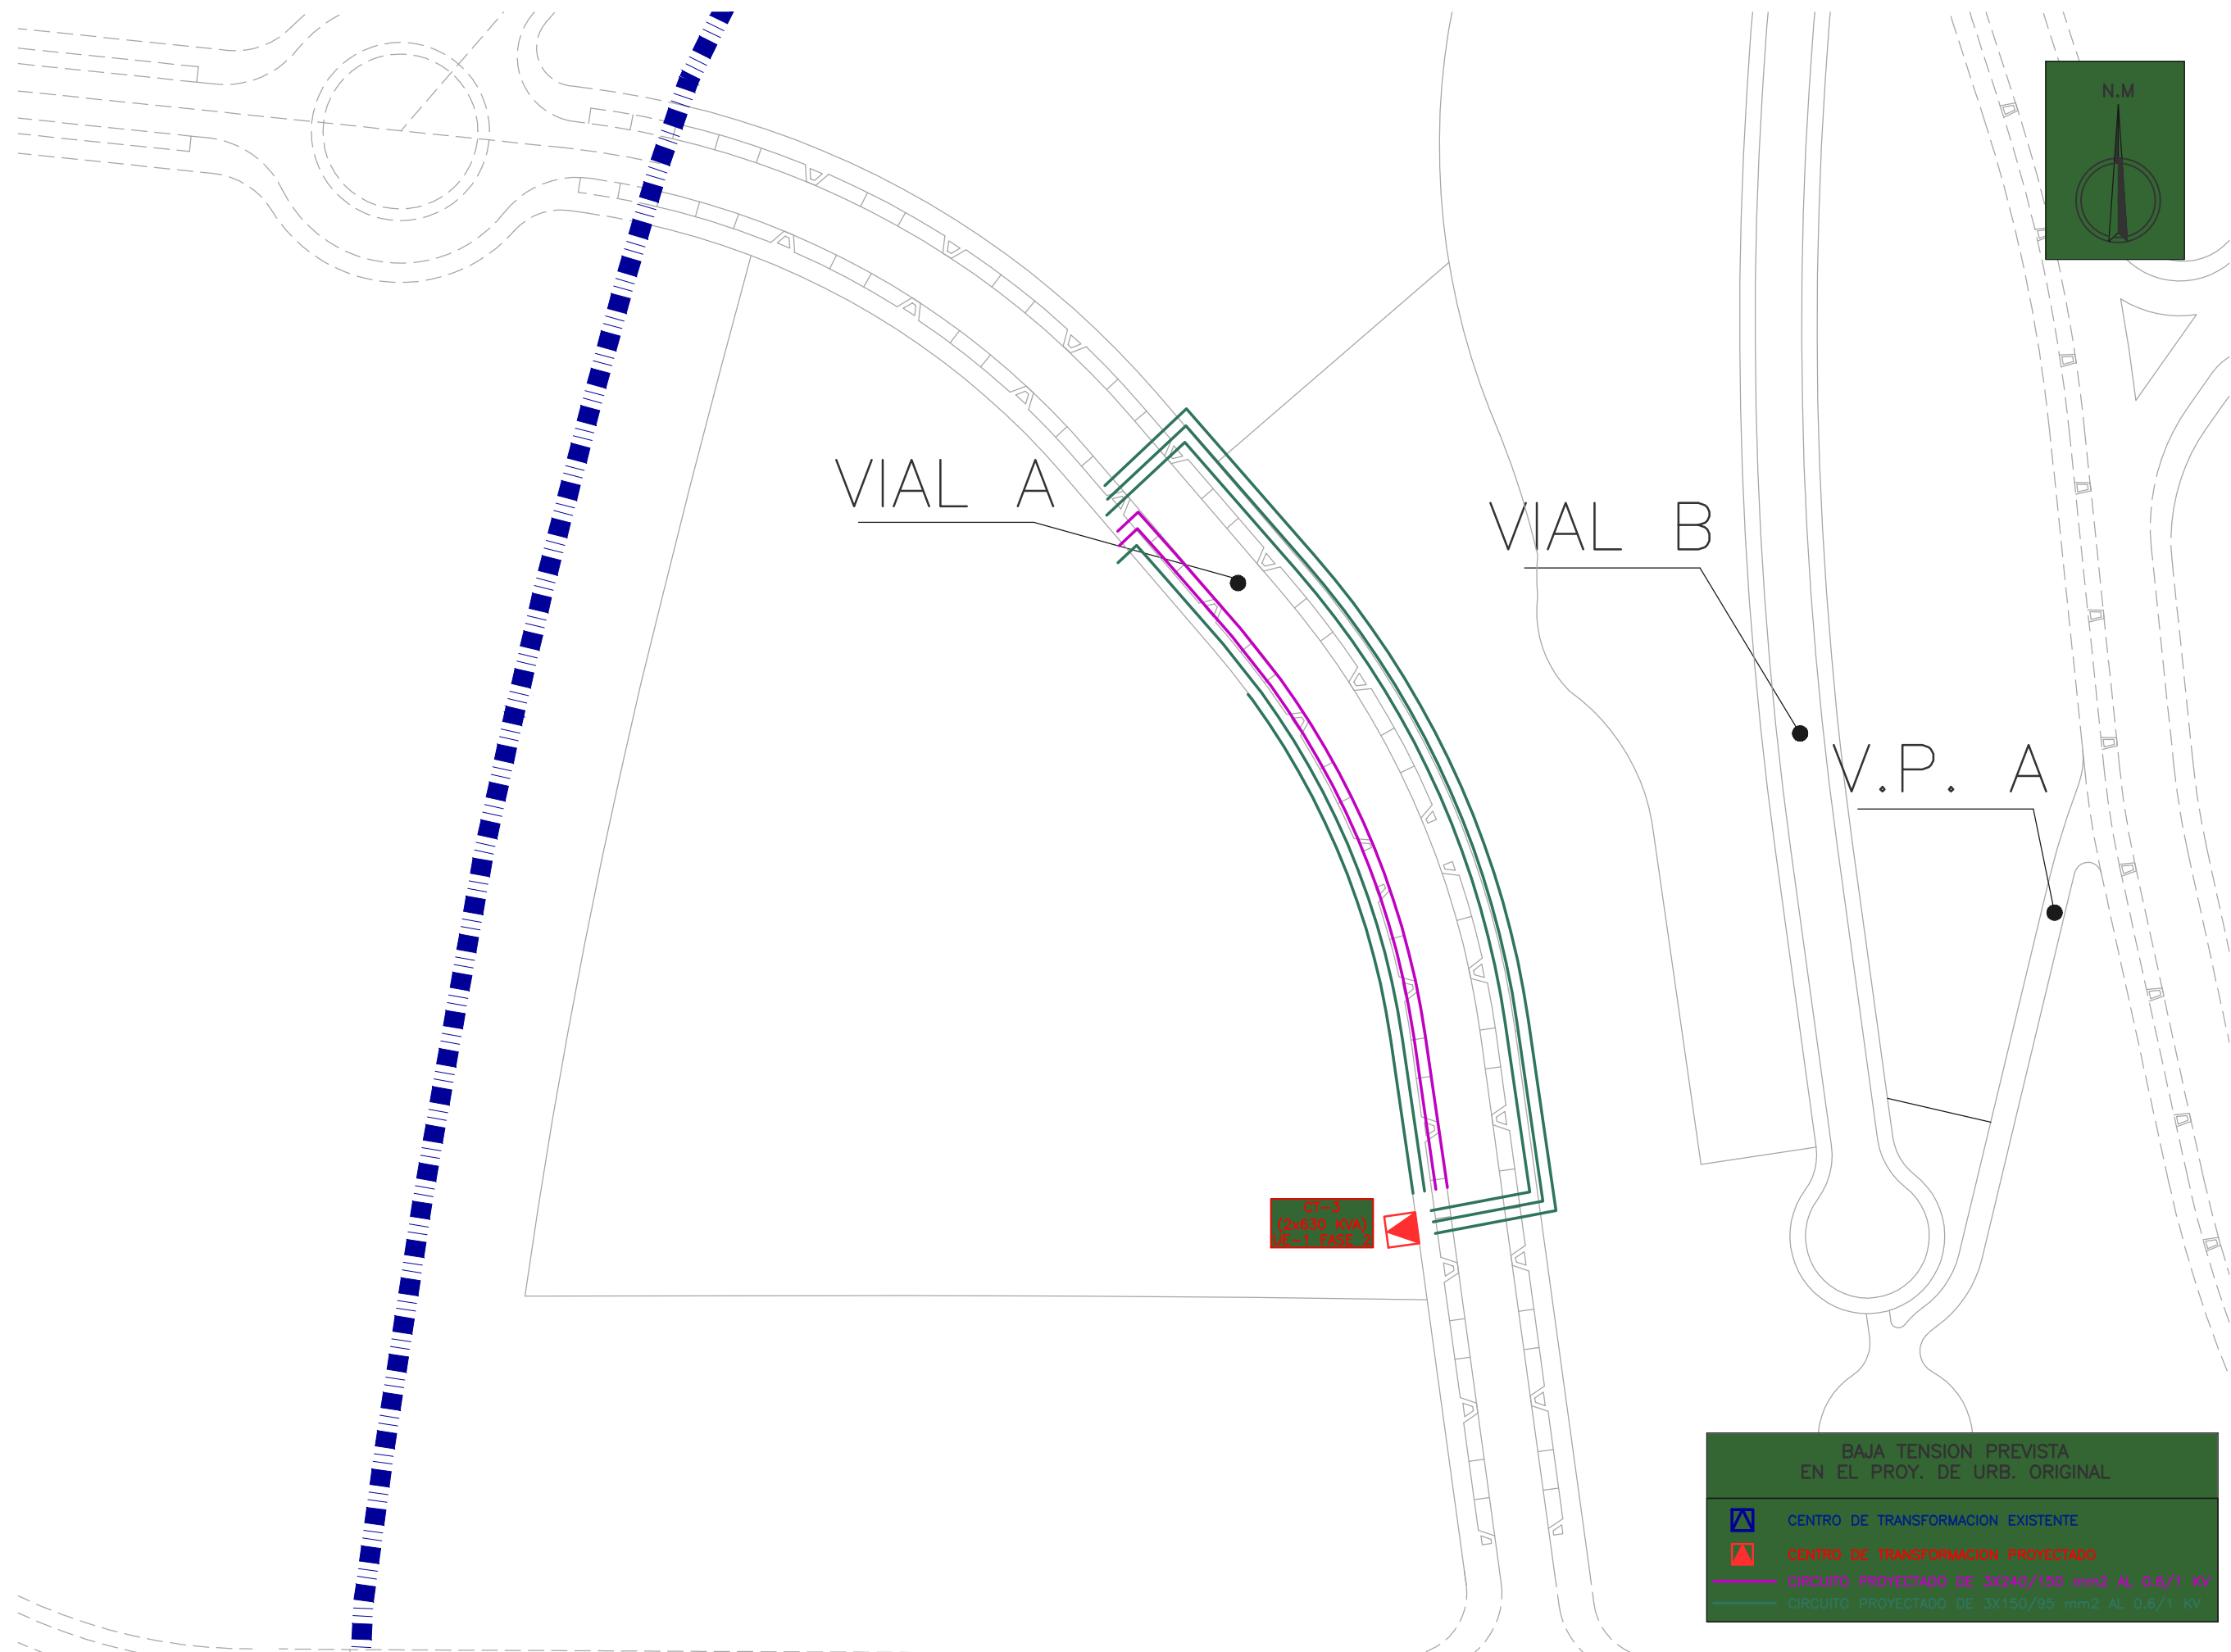 N.M
VIAL A
VIAL B
V.P. A
CT-3
(2x630 KVA)
UE-1 FASE 2
BAJA TENSION PREVISTA
EN EL PROY. DE URB. ORIGINAL
CENTRO DE TRANSFORMACION EXISTENTE
CENTRO DE TRANSFORMACION PROYECTADO
CIRCUITO PROYECTADO DE 3X240/150 mm2 AL 0,6/1 KV
CIRCUITO PROYECTADO DE 3X150/95 mm2 AL 0,6/1 KV